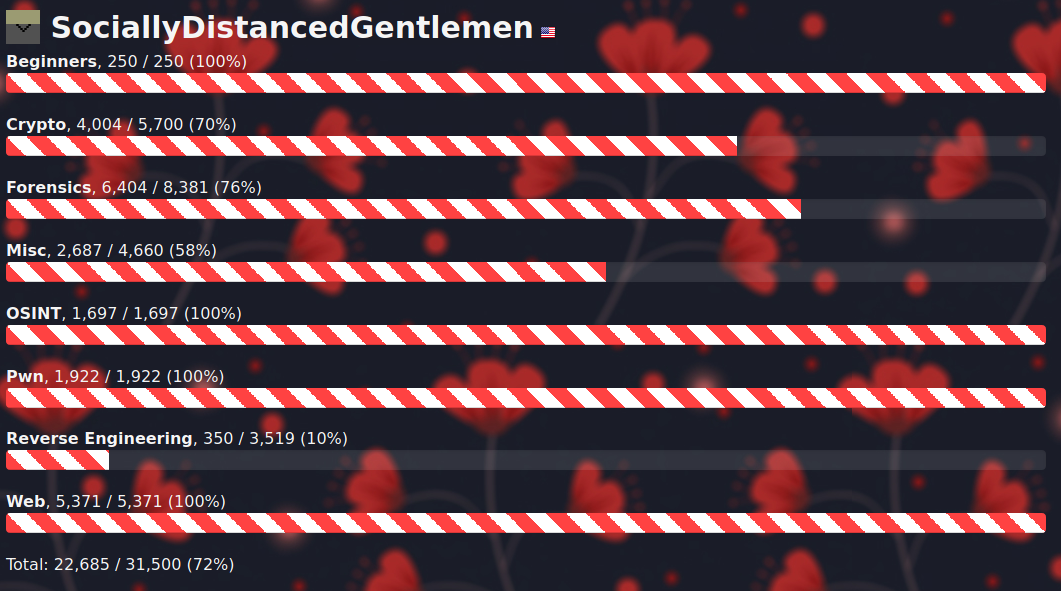 SociallyDistancedGentlemen
Beginners, 250 / 250 (100%)
Crypto, 4,004 / 5,700 (70%)
Forensics, 6,404 / 8,381 (76%)
Misc, 2,687 / 4,660 (58%)
OSINT, 1,697 / 1,697 (100%)
Pwn, 1,922 / 1,922 (100%)
Reverse Engineering, 350 / 3,519 (10%)
Web, 5,371 / 5,371 (100%)
Total: 22,685 / 31,500 (72%)